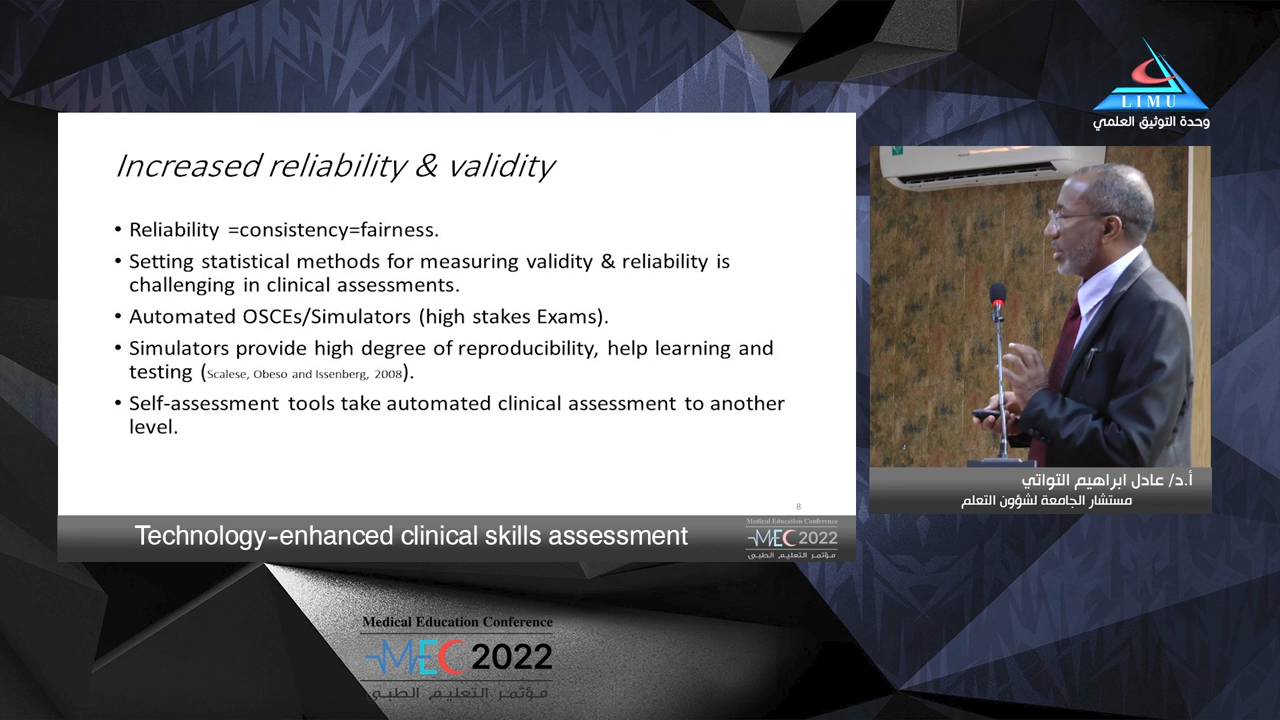 LIMU
وحدة التوثيق العلمي
Increased reliability & validity
• Reliability =consistency=fairness.
• Setting statistical methods for measuring validity & reliability is
challenging in clinical assessments.
• Automated OSCEs/Simulators (high stakes Exams).
• Simulators provide high degree of reproducibility, help learning and
testing (Scalese, Obeso and Issenberg, 2008).
• Self-assessment tools take automated clinical assessment to another
level.
8
أ.د/ عادل ابراهيم التواتي
مستشار الجامعة لشؤون التعلم
Technology-enhanced clinical skills assessment
Medical Education Conference
MEC 2022
مؤتمر التعليم الطبي
Medical Education Conference
MEC 2022
مؤتمر التعليم الطبي